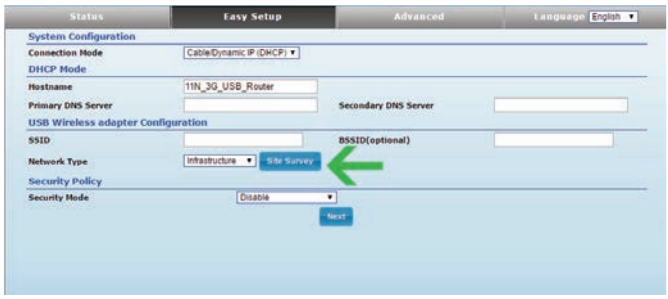 Status Easy Setup Advanced Language English
System Configuration
Connection Mode Cable/Dynamic IP (DHCP)
DHCP Mode
Hostname 11N_3G_USB_Router
Primary DNS Server Secondary DNS Server
USB Wireless adapter Configuration
SSID BSSID(optional)
Network Type Infrastructure Site Survey
Security Policy
Security Mode Disable
Next